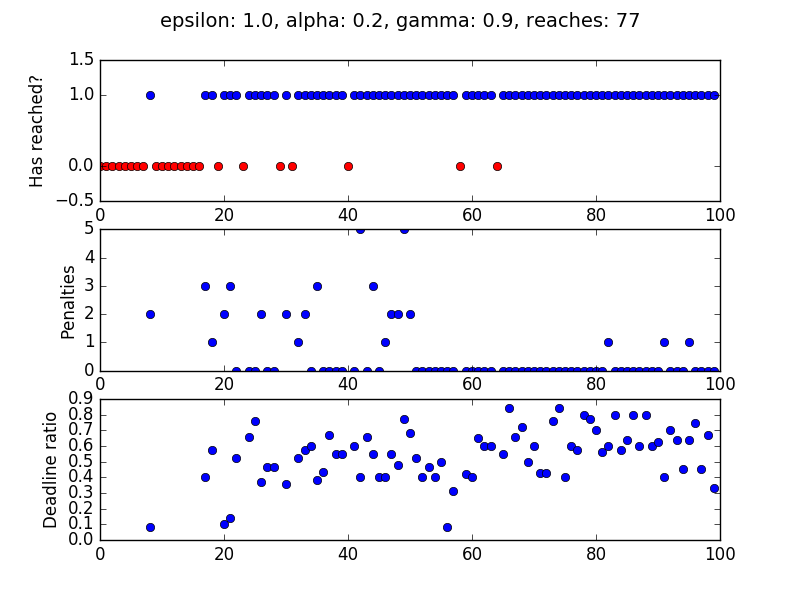 epsilon: 1.0, alpha: 0.2, gamma: 0.9, reaches: 77
Has reached?
1.5
1.0
0.0
−0.5
0 20 40 60 80 100
Penalties
5
4
3
2
1
0
0 20 40 60 80 100
Deadline ratio
0.9
0.8
0.7
0.6
0.5
0.4
0.3
0.2
0.1
0.0
0 20 40 60 80 100